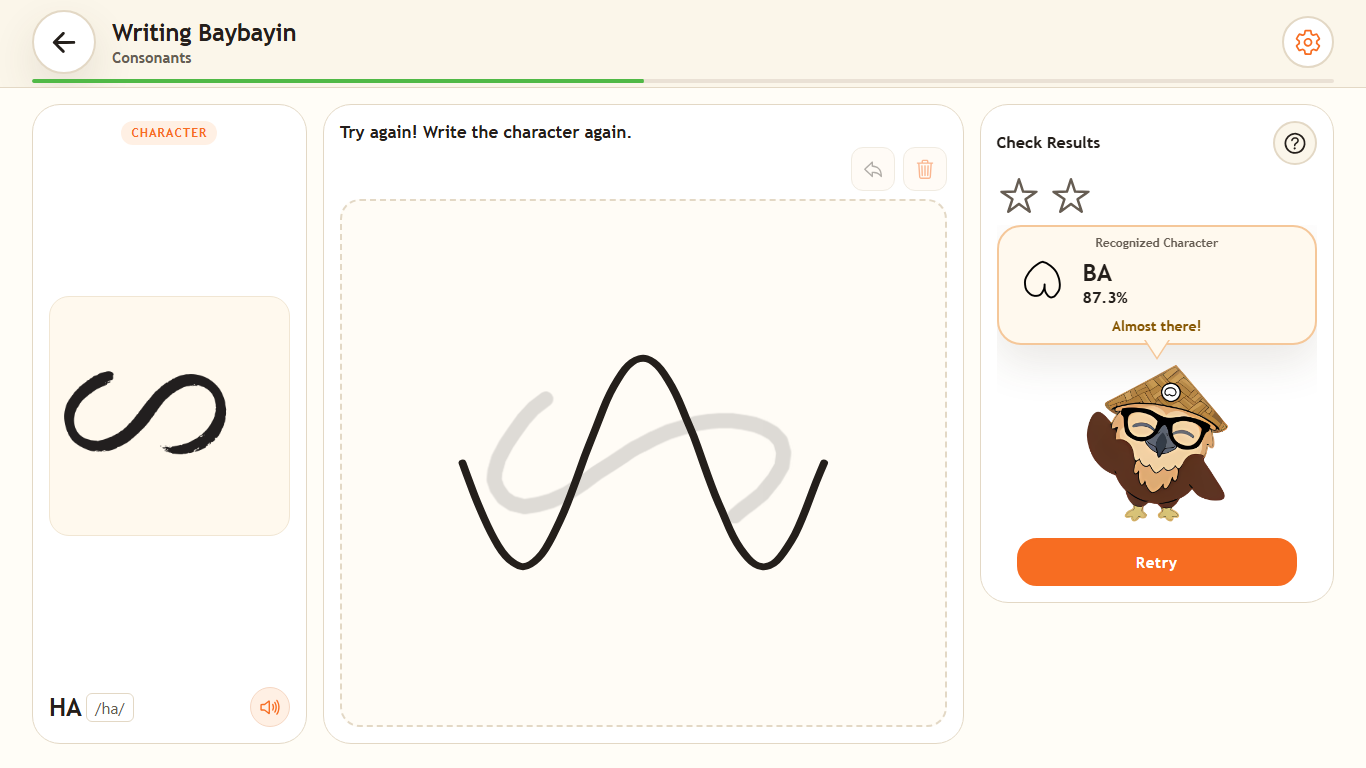 Writing Baybayin
Consonants
CHARACTER
ᜑ
HA /ha/
Try again! Write the character again.
Check Results
Recognized Character
ᜊ
BA
87.3%
Almost there!
Retry